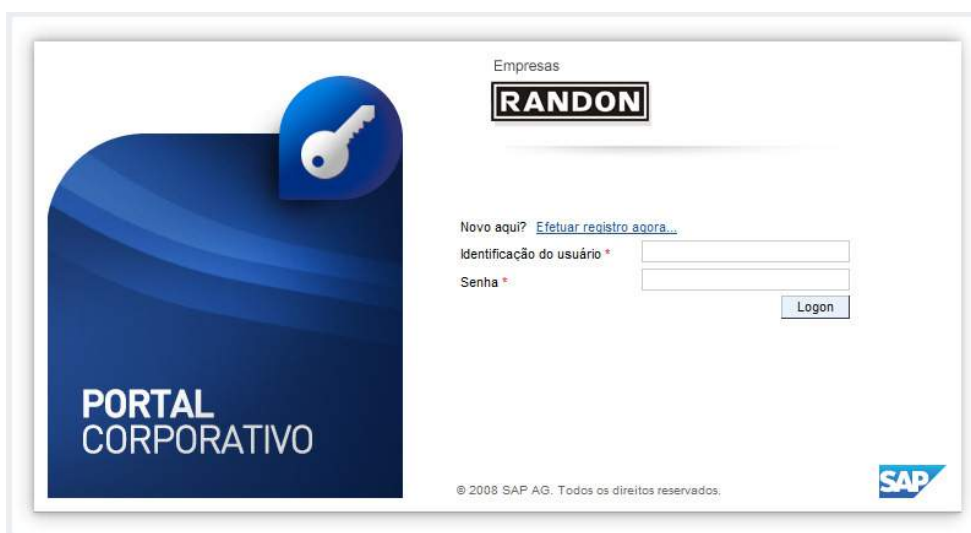 Empresas
RANDON
Novo aqui? Efetuar registro agora...
Identificação do usuário *
Senha *
Logon
PORTAL
CORPORATIVO
© 2008 SAP AG. Todos os direitos reservados.
SAP